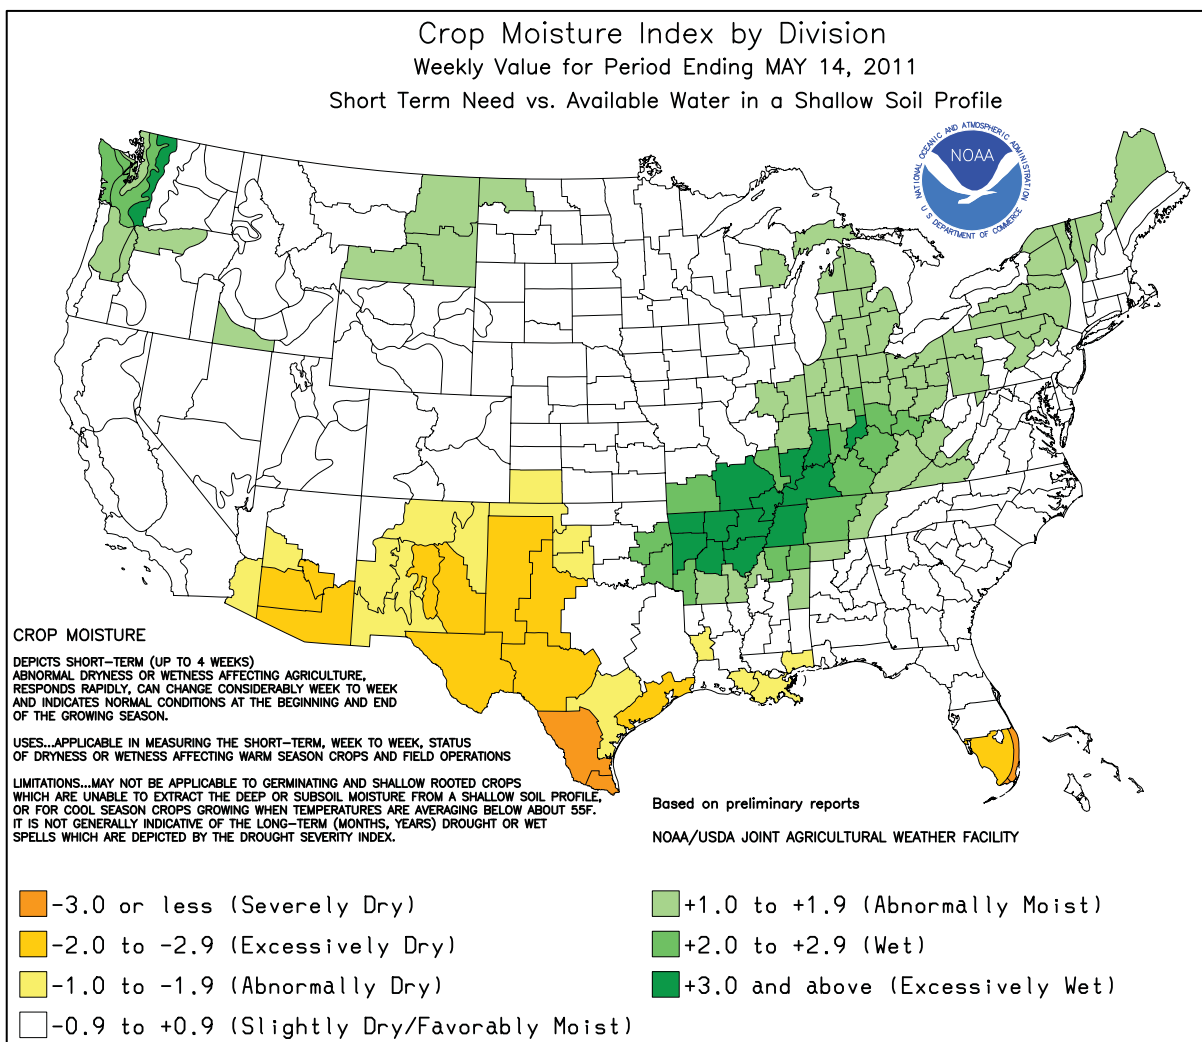 Crop Moisture Index by Division
Weekly Value for Period Ending MAY 14, 2011
Short Term Need vs. Available Water in a Shallow Soil Profile
NATIONAL OCEANIC AND ATMOSPHERIC ADMINISTRATION
NOAA
U S DEPARTMENT OF COMMERCE
CROP MOISTURE
DEPICTS SHORT-TERM (UP TO 4 WEEKS)
ABNORMAL DRYNESS OR WETNESS AFFECTING AGRICULTURE,
RESPONDS RAPIDLY, CAN CHANGE CONSIDERABLY WEEK TO WEEK
AND INDICATES NORMAL CONDITIONS AT THE BEGINNING AND END
OF THE GROWING SEASON.
USES...APPLICABLE IN MEASURING THE SHORT-TERM, WEEK TO WEEK, STATUS
OF DRYNESS OR WETNESS AFFECTING WARM SEASON CROPS AND FIELD OPERATIONS
LIMITATIONS...MAY NOT BE APPLICABLE TO GERMINATING AND SHALLOW ROOTED CROPS
WHICH ARE UNABLE TO EXTRACT THE DEEP OR SUBSOIL MOISTURE FROM A SHALLOW SOIL PROFILE,
OR FOR COOL SEASON CROPS GROWING WHEN TEMPERATURES ARE AVERAGING BELOW ABOUT 55F.
IT IS NOT GENERALLY INDICATIVE OF THE LONG-TERM (MONTHS, YEARS) DROUGHT OR WET
SPELLS WHICH ARE DEPICTED BY THE DROUGHT SEVERITY INDEX.
Based on preliminary reports
NOAA/USDA JOINT AGRICULTURAL WEATHER FACILITY
-3.0 or less (Severely Dry)
-2.0 to -2.9 (Excessively Dry)
-1.0 to -1.9 (Abnormally Dry)
-0.9 to +0.9 (Slightly Dry/Favorably Moist)
+1.0 to +1.9 (Abnormally Moist)
+2.0 to +2.9 (Wet)
+3.0 and above (Excessively Wet)